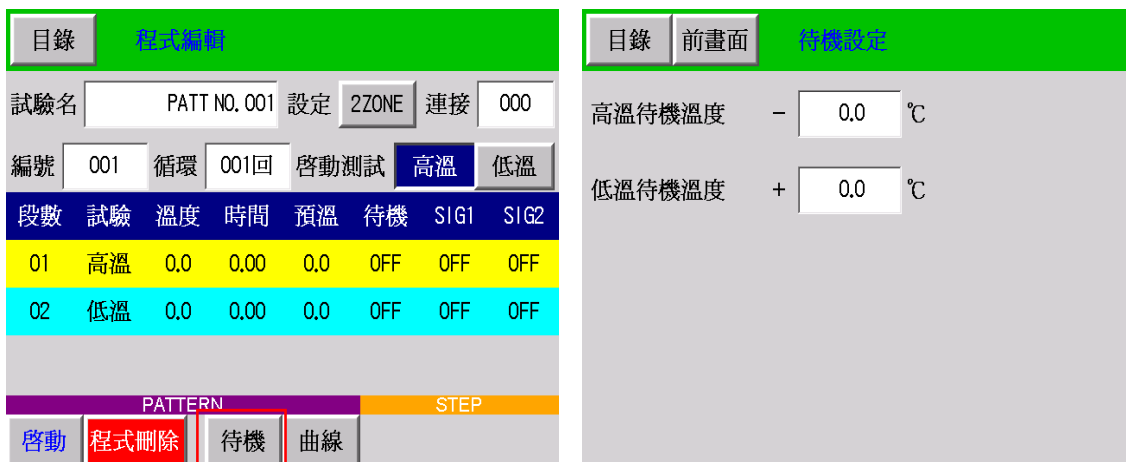 目錄 程式編輯
試驗名 PATT NO.001 設定 2ZONE 連接 000
編號 001 循環 001回 啓動測試 高溫 低溫
段數 試驗 溫度 時間 預溫 待機 SIG1 SIG2
01 高溫 0.0 0.00 0.0 OFF OFF OFF
02 低溫 0.0 0.00 0.0 OFF OFF OFF
PATTERN STEP
啓動 程式刪除 待機 曲線
目錄 前畫面 待機設定
高溫待機溫度 － 0.0 ℃
低溫待機溫度 ＋ 0.0 ℃